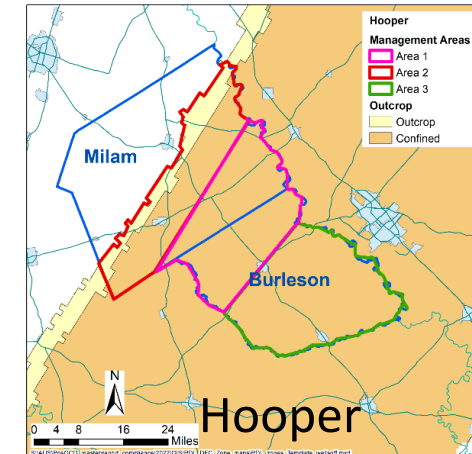 Hooper
Management Areas
Area 1
Area 2
Area 3
Outcrop
Outcrop
Confined
Milam
Burleson
N
Hooper
0 4 8 16 24
Miles